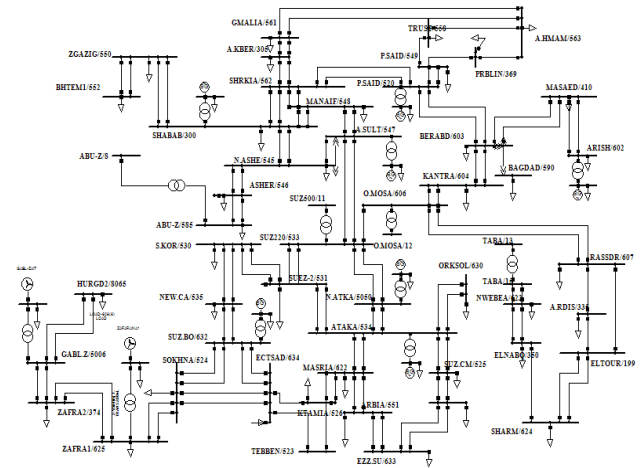 GMALIA/561
TRUST/558
A.HMAM/563
A.KBER/305
ZGAZIG/550
P.SAID/549
PRBLIN/369
BHTEM1/552
SHRKIA/562
P.SAID/520
MASAED/410
MANAIF/548
SHABAB/300
A.SULT/547
BERABD/603
ARISH/602
ABU-Z/8
N.ASHE/545
BAGDAD/590
ASHER/546
KANTRA/604
SUZ500/11
O.MOSA/606
ABU-Z/585
S.KOR/530
SUZ220/533
O.MOSA/12
TABA/13
RASSDR/607
ORKSOL/630
SUEZ-2/531
TABA/14
HURGD2/8065
NEW.CA/535
N.ATKA/5050
A.RDIS/336
SUZ.BO/632
ATAKA/534
GABL.Z/5006
ELNABQ/350
SOKHNA/524
ECTSAD/634
MASRIA/622
SUZ.CM/525
ELTOUR/199
ZAFRA2/374
KTAMIA/526
ARBIA/551
SHARM/624
ZAFRA1/625
TEBBEN/523
EZZ.SU/633